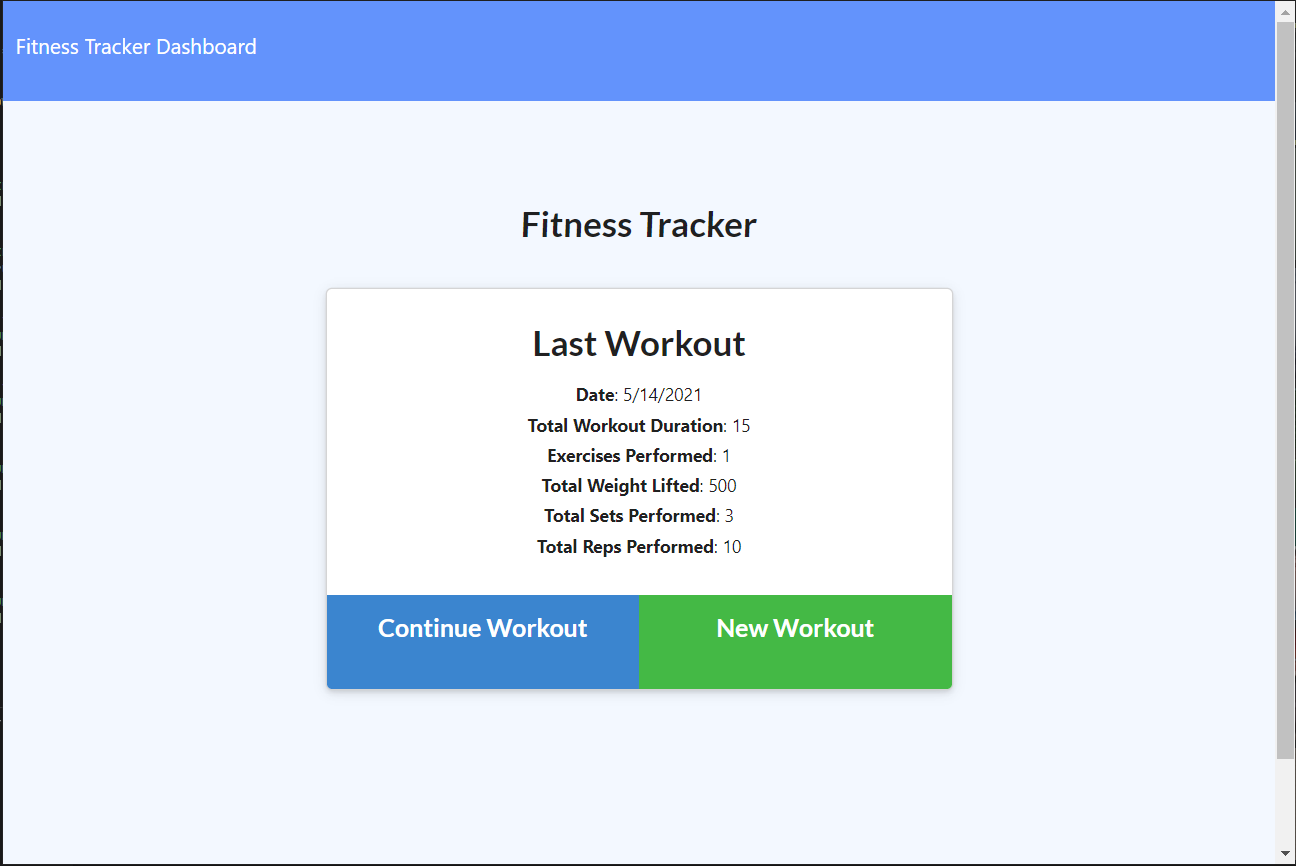 Fitness Tracker Dashboard
Fitness Tracker
Last Workout
Date: 5/14/2021
Total Workout Duration: 15
Exercises Performed: 1
Total Weight Lifted: 500
Total Sets Performed: 3
Total Reps Performed: 10
Continue Workout
New Workout